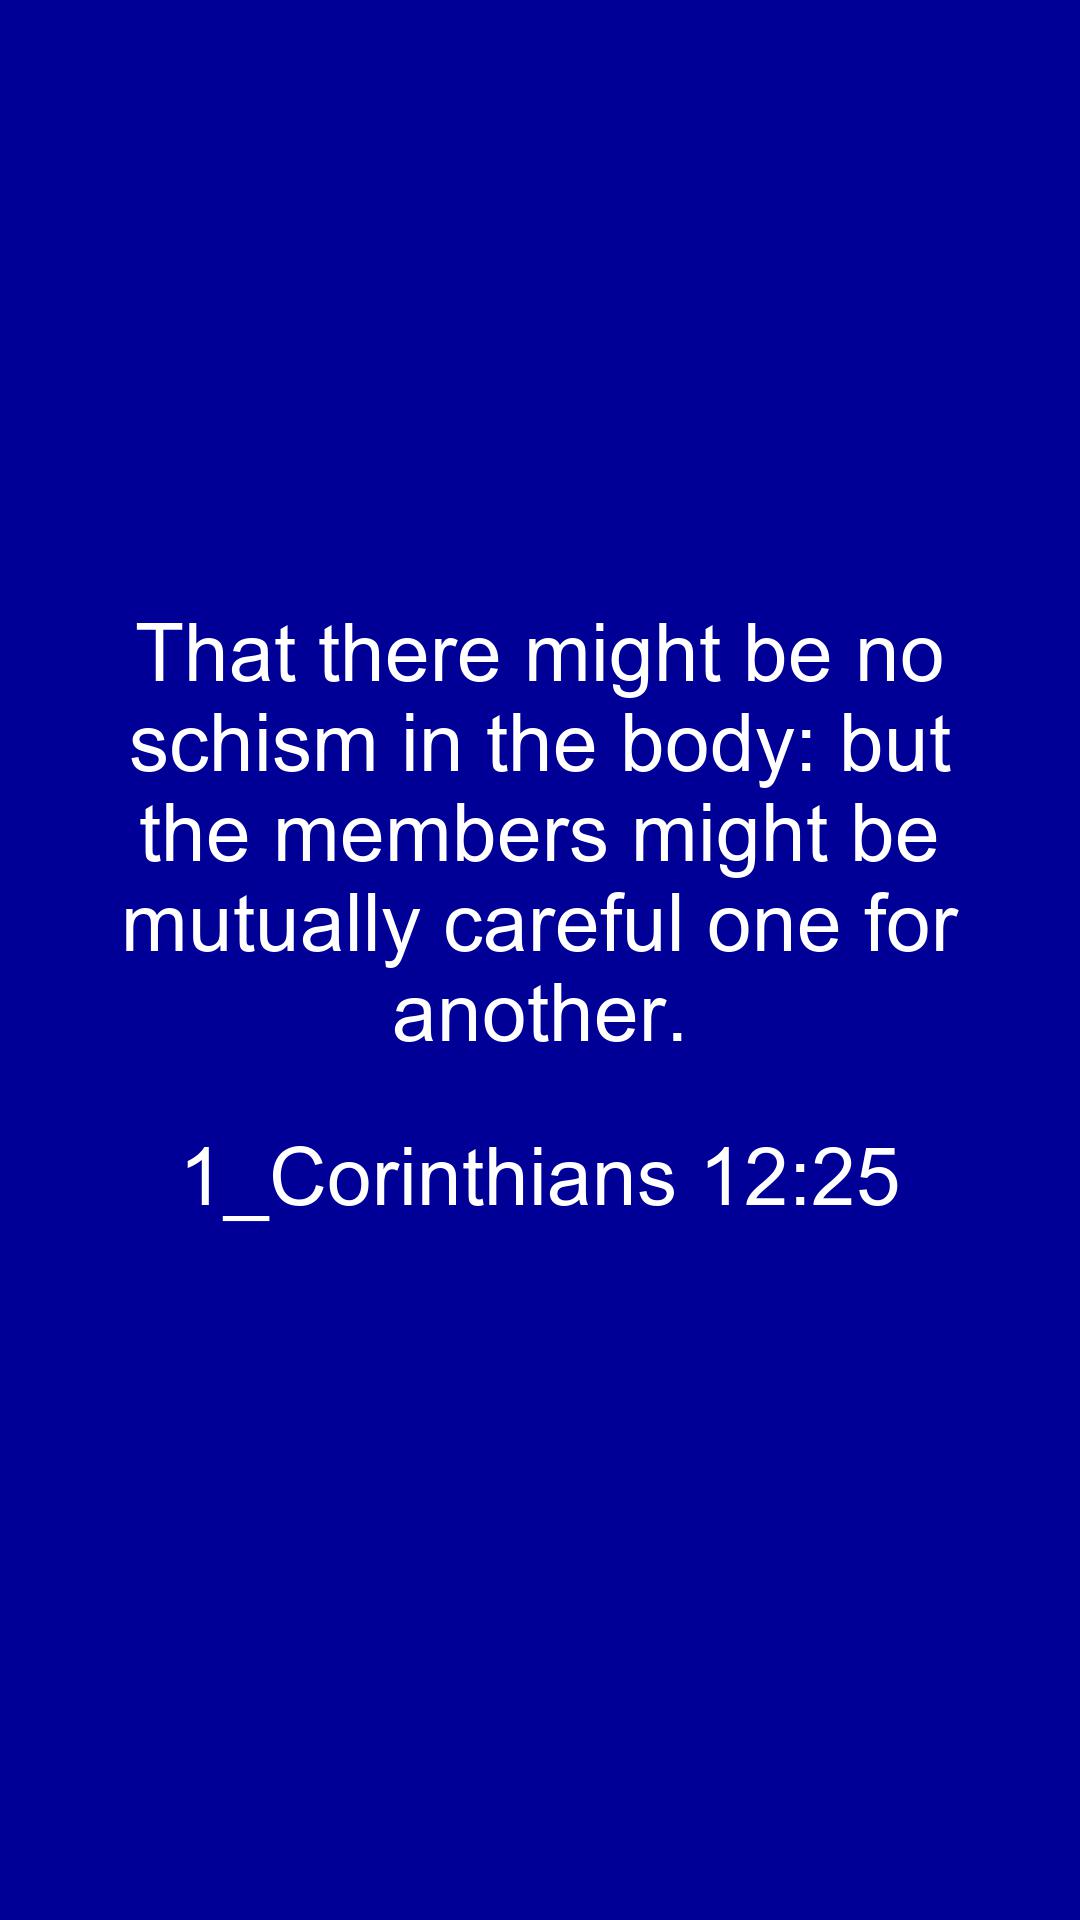 That there might be no
schism in the body: but
the members might be
mutually careful one for
another.
1_Corinthians 12:25